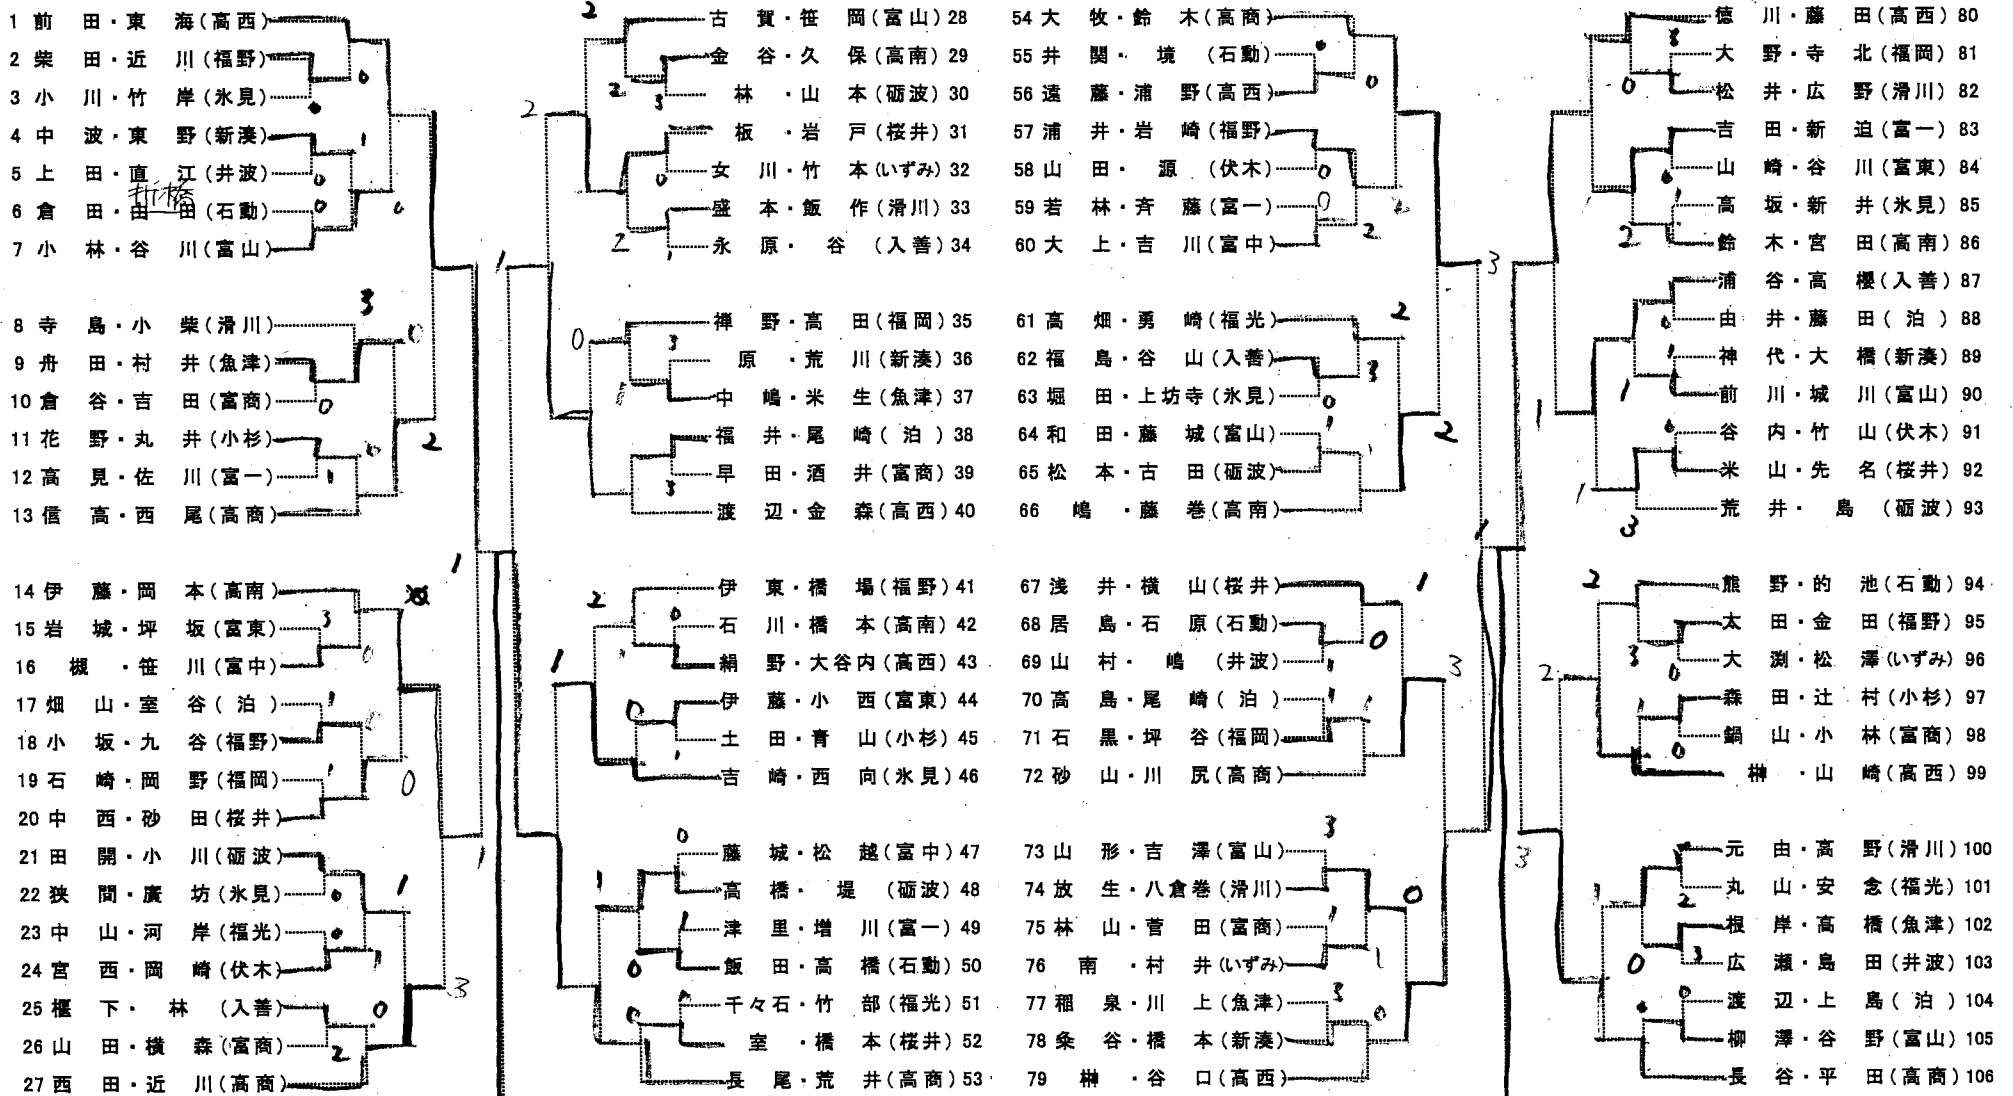 1 前田・東海(高西)
2 柴田・近川(福野)
3 小川・竹岸(氷見)
4 中波・東野(新湊)
5 上田・直江(井波)
折橋
6 倉田・由田(石動)
7 小林・谷川(富山)
8 寺島・小柴(滑川)
9 舟田・村井(魚津)
10 倉谷・吉田(富商)
11 花野・丸井(小杉)
12 高見・佐川(富一)
13 信高・西尾(高商)
14 伊藤・岡本(高南)
15 岩城・坪坂(富東)
16 槻・笹川(富中)
17 畑山・室谷(泊)
18 小坂・九谷(福野)
19 石崎・岡野(福岡)
20 中西・砂田(桜井)
21 田開・小川(砺波)
22 狭間・廣坊(氷見)
23 中山・河岸(福光)
24 宮西・岡崎(伏木)
25 櫃下・林(入善)
26 山田・横森(富商)
27 西田・近川(高商)
古賀・笹岡(富山) 28
金谷・久保(高南) 29
林・山本(砺波) 30
板・岩戸(桜井) 31
女川・竹本(いずみ) 32
盛本・飯作(滑川) 33
永原・谷(入善) 34
禅野・高田(福岡) 35
原・荒川(新湊) 36
中嶋・米生(魚津) 37
福井・尾崎(泊) 38
早田・酒井(富商) 39
渡辺・金森(高西) 40
伊東・橋場(福野) 41
石川・橋本(高南) 42
絹野・大谷内(高西) 43
伊藤・小西(富東) 44
土田・青山(小杉) 45
吉崎・西向(氷見) 46
藤城・松越(富中) 47
高橋・堤(砺波) 48
津里・増川(富一) 49
飯田・高橋(石動) 50
千々石・竹部(福光) 51
室・橋本(桜井) 52
長尾・荒井(高商) 53
54 大牧・鈴木(高商)
55 井関・境(石動)
56 遠藤・浦野(高西)
57 浦井・岩崎(福野)
58 山田・源(伏木)
59 若林・斉藤(富一)
60 大上・吉川(富中)
61 高畑・勇崎(福光)
62 福島・谷山(入善)
63 堀田・上坊寺(氷見)
64 和田・藤城(富山)
65 松本・古田(砺波)
66 嶋・藤巻(高南)
67 浅井・横山(桜井)
68 居島・石原(石動)
69 山村・嶋(井波)
70 高島・尾崎(泊)
71 石黒・坪谷(福岡)
72 砂山・川尻(高商)
73 山形・吉澤(富山)
74 放生・八倉巻(滑川)
75 林山・菅田(富商)
76 南・村井(いずみ)
77 稲泉・川上(魚津)
78 粂谷・橋本(新湊)
79 榊・谷口(高西)
徳川・藤田(高西) 80
大野・寺北(福岡) 81
松井・広野(滑川) 82
吉田・新迫(富一) 83
山崎・谷川(富東) 84
高坂・新井(氷見) 85
鈴木・宮田(高南) 86
浦谷・高櫻(入善) 87
由井・藤田(泊) 88
神代・大橋(新湊) 89
前川・城川(富山) 90
谷内・竹山(伏木) 91
米山・先名(桜井) 92
荒井・島(砺波) 93
熊野・的池(石動) 94
太田・金田(福野) 95
大渕・松澤(いずみ) 96
森田・辻村(小杉) 97
鍋山・小林(富商) 98
榊・山崎(高西) 99
元由・高野(滑川) 100
丸山・安念(福光) 101
根岸・高橋(魚津) 102
広瀬・島田(井波) 103
渡辺・上島(泊) 104
柳澤・谷野(富山) 105
長谷・平田(高商) 106